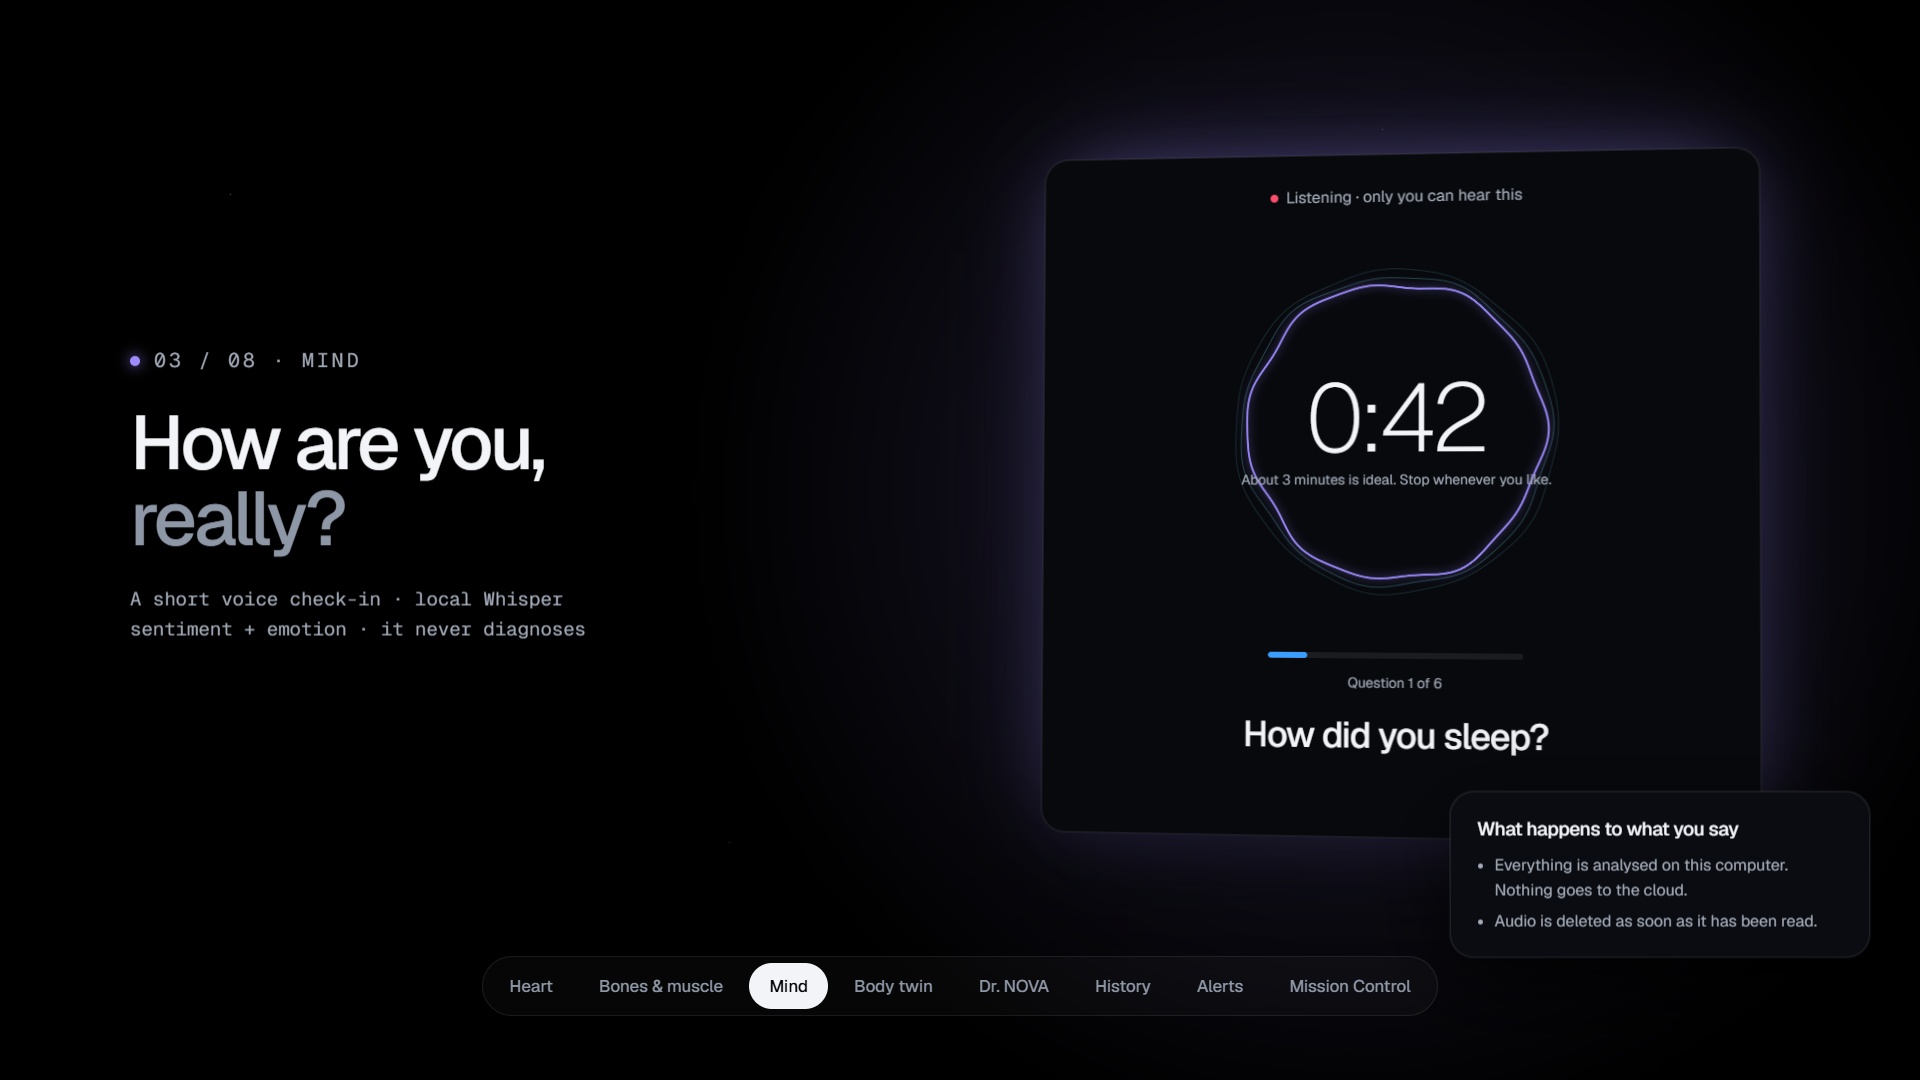 03 / 08 · MIND
How are you,
really?
A short voice check-in · local Whisper
sentiment + emotion · it never diagnoses
Listening · only you can hear this
0:42
About 3 minutes is ideal. Stop whenever you like.
Question 1 of 6
How did you sleep?
What happens to what you say
• Everything is analysed on this computer.
Nothing goes to the cloud.
• Audio is deleted as soon as it has been read.
Heart Bones & muscle Mind Body twin Dr. NOVA History Alerts Mission Control